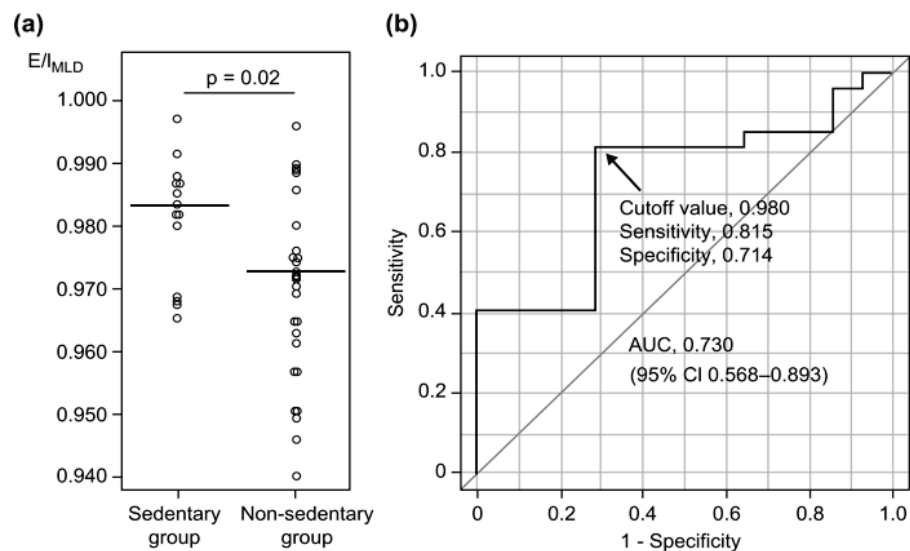 (a)
E/I_MLD
p = 0.02
1.000
0.990
0.980
0.970
0.960
0.950
0.940
Sedentary group
Non-sedentary group
(b)
Sensitivity
1.0
0.8
0.6
0.4
0.2
0
Cutoff value, 0.980
Sensitivity, 0.815
Specificity, 0.714
AUC, 0.730
(95% CI 0.568–0.893)
0 0.2 0.4 0.6 0.8 1.0
1 - Specificity